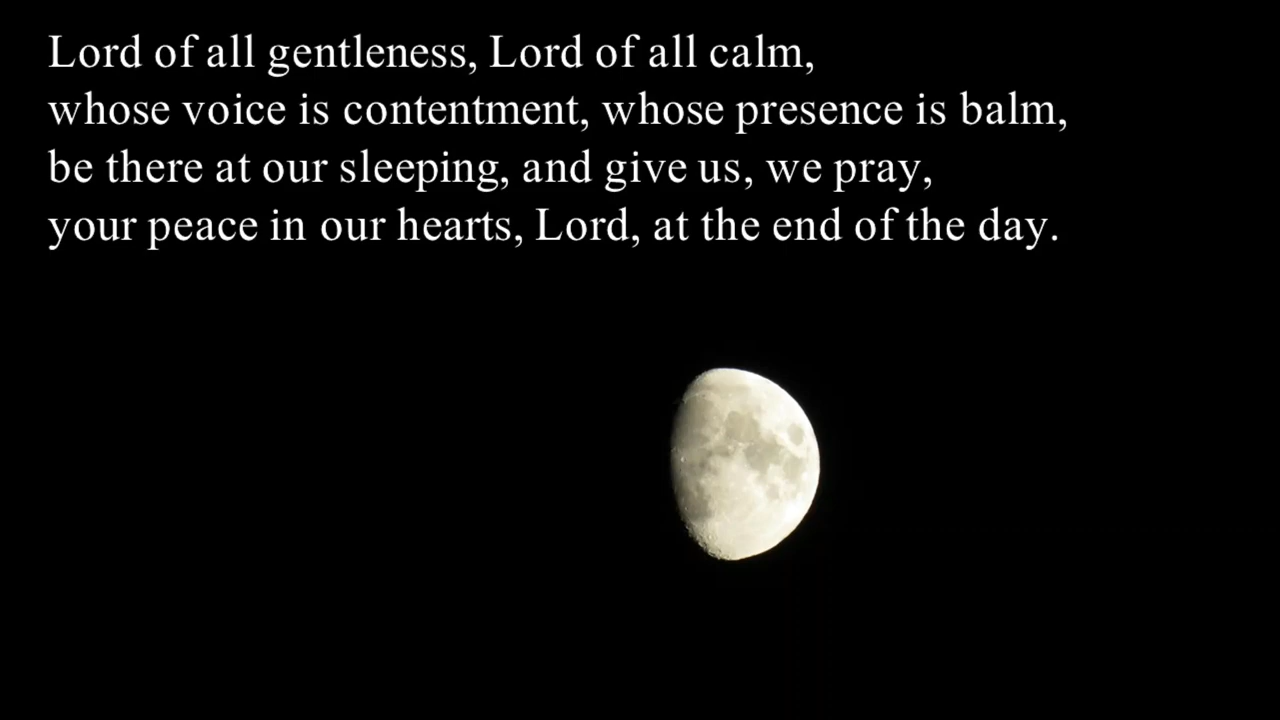 Lord of all gentleness, Lord of all calm,
whose voice is contentment, whose presence is balm,
be there at our sleeping, and give us, we pray,
your peace in our hearts, Lord, at the end of the day.